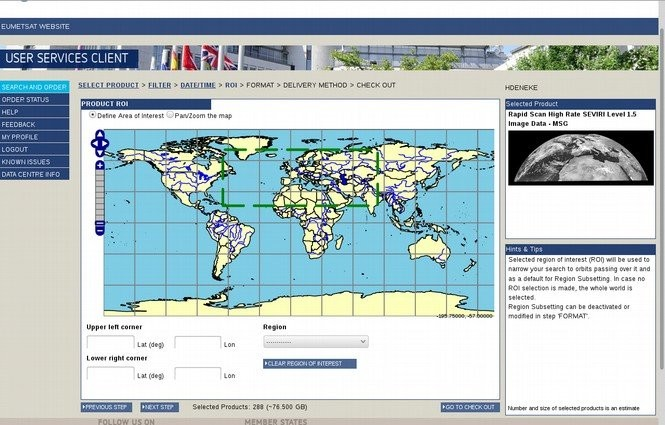 EUMETSAT WEBSITE
USER SERVICES CLIENT
SEARCH AND ORDER
ORDER STATUS
HELP
FEEDBACK
MY PROFILE
LOGOUT
KNOWN ISSUES
DATA CENTRE INFO
SELECT PRODUCT > FILTER > DATE/TIME > ROI > FORMAT > DELIVERY METHOD > CHECK OUT
PRODUCT ROI
Define Area of Interest Pan/Zoom the map
-195.75000, -57.00000
Upper left corner
Lat (deg) Lon
Lower right corner
Lat (deg) Lon
Region
------------
CLEAR REGION OF INTEREST
PREVIOUS STEP NEXT STEP Selected Products: 288 (~76.500 GB) GO TO CHECK OUT
HDENEKE
Selected Product
Rapid Scan High Rate SEVIRI Level 1.5
Image Data - MSG
Hints & Tips
Selected region of interest (ROI) will be used to
narrow your search to orbits passing over it and
as a default for Region Subsetting. In case no
ROI selection is made, the whole world is
selected.
Region Subsetting can be deactivated or
modified in step 'FORMAT'.
Number and size of selected products is an estimate
FOLLOW US ON MEMBER STATES